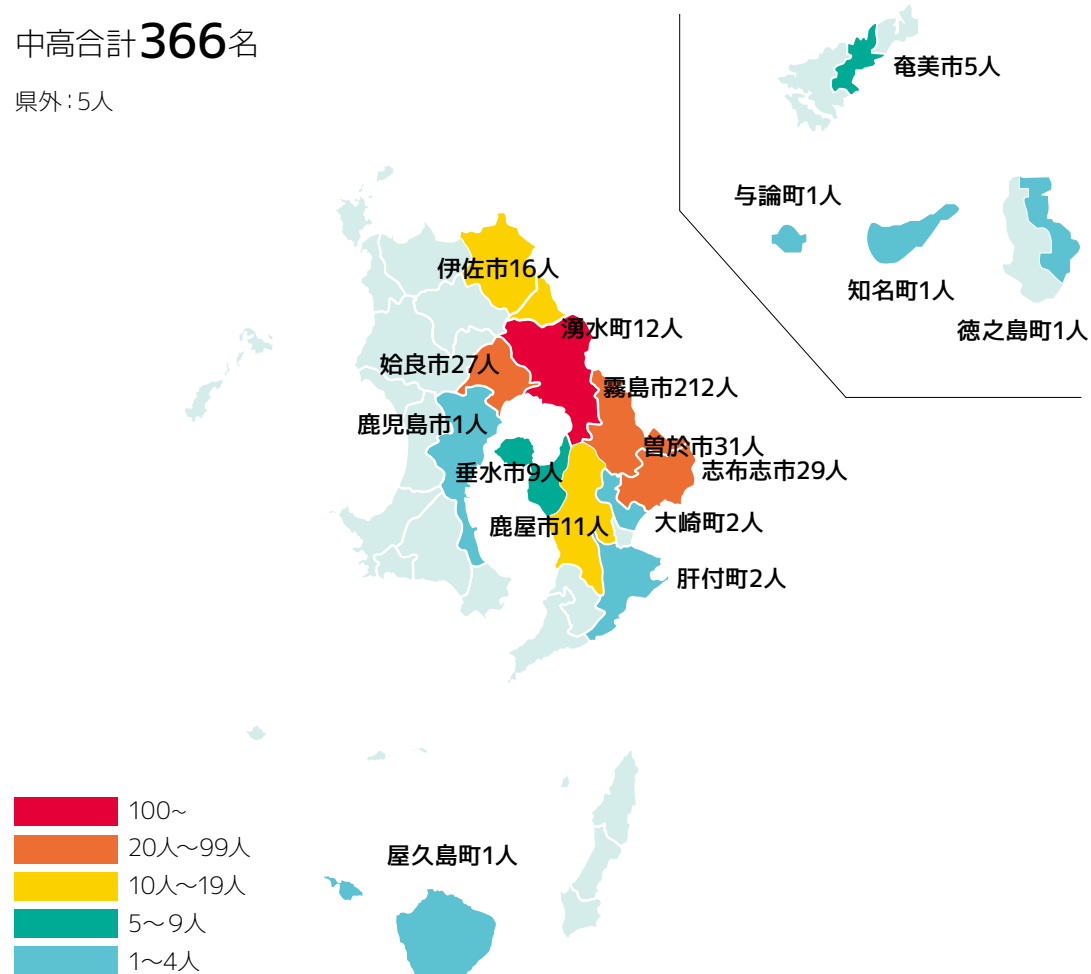 中高合計366名
県外：5人
奄美市5人
与論町1人
知名町1人
徳之島町1人
伊佐市16人
湧水町12人
姶良市27人
霧島市212人
鹿児島市1人
曽於市31人
垂水市9人
志布志市29人
鹿屋市11人
大崎町2人
肝付町2人
屋久島町1人
100~
20人～99人
10人～19人
5～9人
1～4人